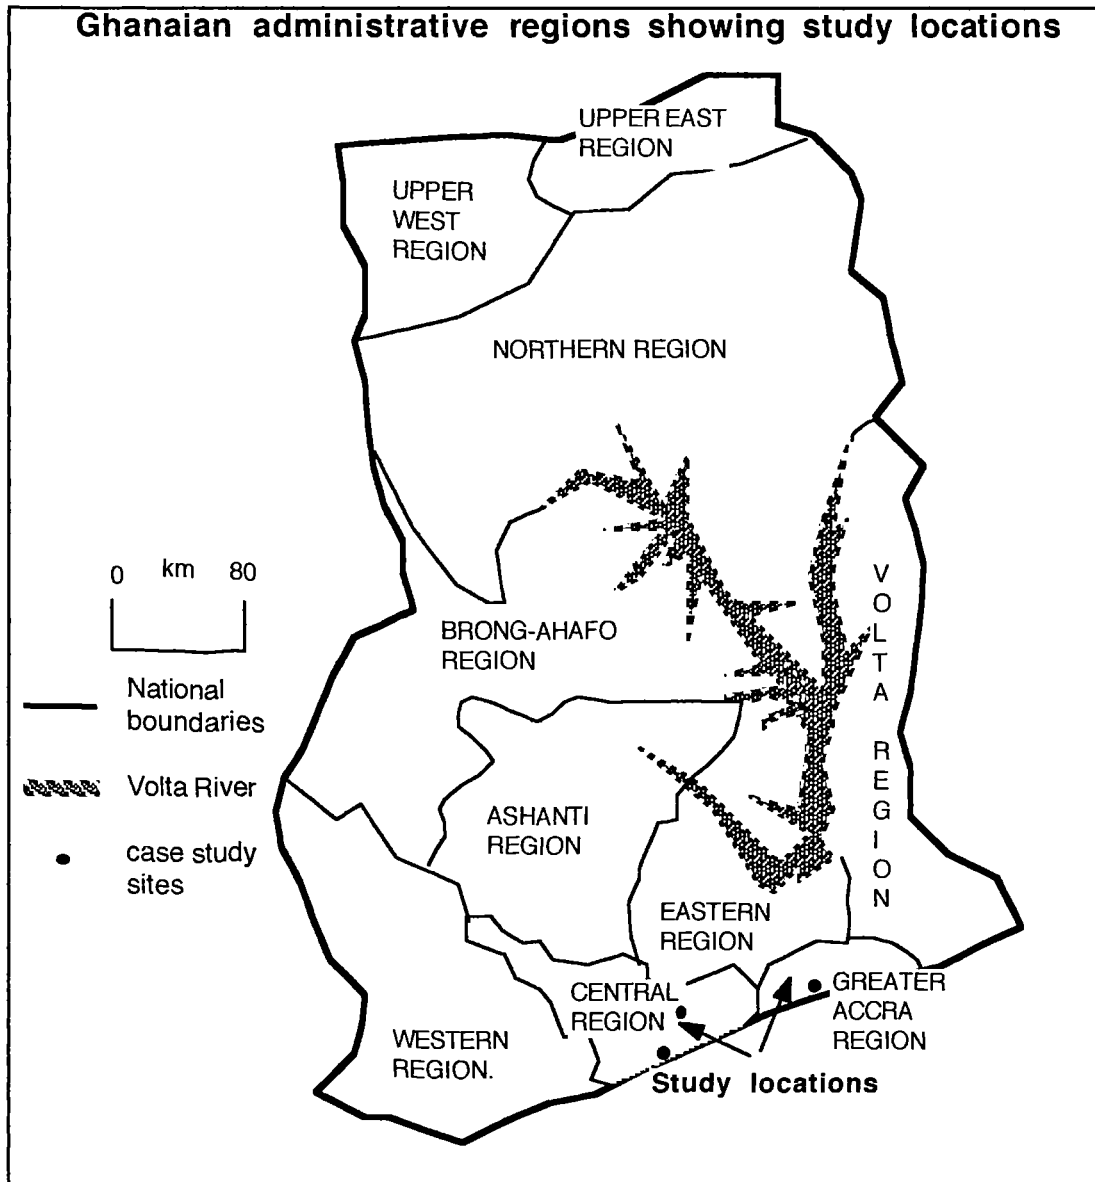 Ghanaian administrative regions showing study locations
UPPER EAST
REGION
UPPER
WEST
REGION
NORTHERN REGION
0 km 80
BRONG-AHAFO
REGION
VOLTA REGION
National
boundaries
Volta River
case study
sites
ASHANTI
REGION
EASTERN
REGION
CENTRAL
REGION
GREATER
ACCRA
REGION
WESTERN
REGION.
Study locations